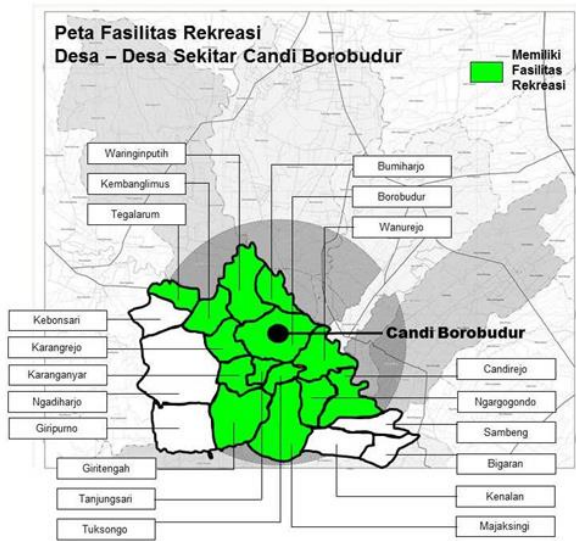 Peta Fasilitas Rekreasi
Desa – Desa Sekitar Candi Borobudur
Memiliki
Fasilitas
Rekreasi
Waringinputih
Kembanglimus
Tegalarum
Bumiharjo
Borobudur
Wanurejo
Kebonsari
Karangrejo
Karanganyar
Ngadiharjo
Giripurno
Candi Borobudur
Candirejo
Ngargogondo
Sambeng
Bigaran
Kenalan
Majaksingi
Giritengah
Tanjungsari
Tuksongo